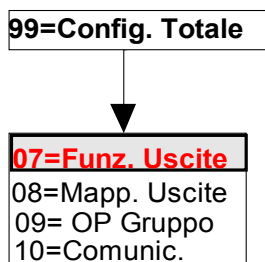 99=Config. Totale
07=Funz. Uscite
08=Mapp. Uscite
09= OP Gruppo
10=Comunic.